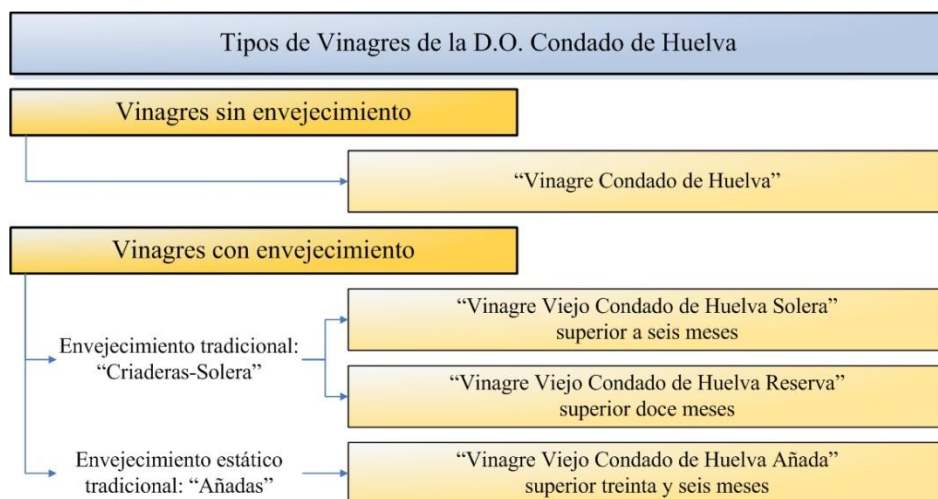 Tipos de Vinagres de la D.O. Condado de Huelva
Vinagres sin envejecimiento
“Vinagre Condado de Huelva”
Vinagres con envejecimiento
Envejecimiento tradicional:
“Criaderas-Solera”
“Vinagre Viejo Condado de Huelva Solera”
superior a seis meses
“Vinagre Viejo Condado de Huelva Reserva”
superior doce meses
Envejecimiento estático
tradicional: “Añadas”
“Vinagre Viejo Condado de Huelva Añada”
superior treinta y seis meses